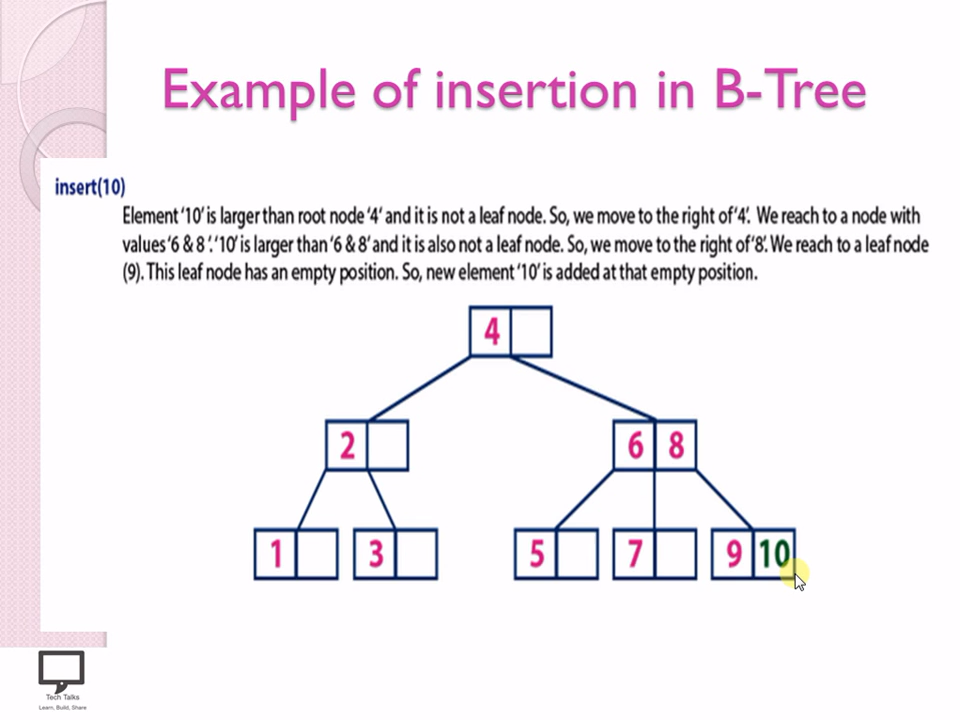 Example of insertion in B-Tree
insert(10)
Element '10' is larger than root node '4' and it is not a leaf node. So, we move to the right of '4'. We reach to a node with
values '6 & 8'. '10' is larger than '6 & 8' and it is also not a leaf node. So, we move to the right of '8'. We reach to a leaf node
(9). This leaf node has an empty position. So, new element '10' is added at that empty position.
4
2 6 8
1 3 5 7 9 10
Tech Talks
Learn, Build, Share